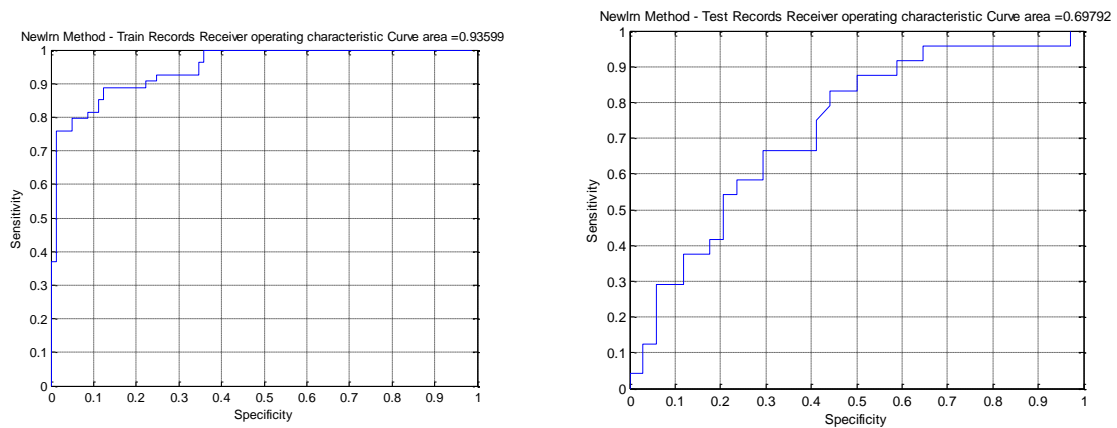 NewIrn Method - Train Records Receiver operating characteristic Curve area =0.93599
1
0.9
0.8
0.7
0.6
0.5
0.4
0.3
0.2
0.1
0
Sensitivity
0 0.1 0.2 0.3 0.4 0.5 0.6 0.7 0.8 0.9 1
Specificity
NewIrn Method - Test Records Receiver operating characteristic Curve area =0.69792
1
0.9
0.8
0.7
0.6
0.5
0.4
0.3
0.2
0.1
0
Sensitivity
0 0.1 0.2 0.3 0.4 0.5 0.6 0.7 0.8 0.9 1
Specificity